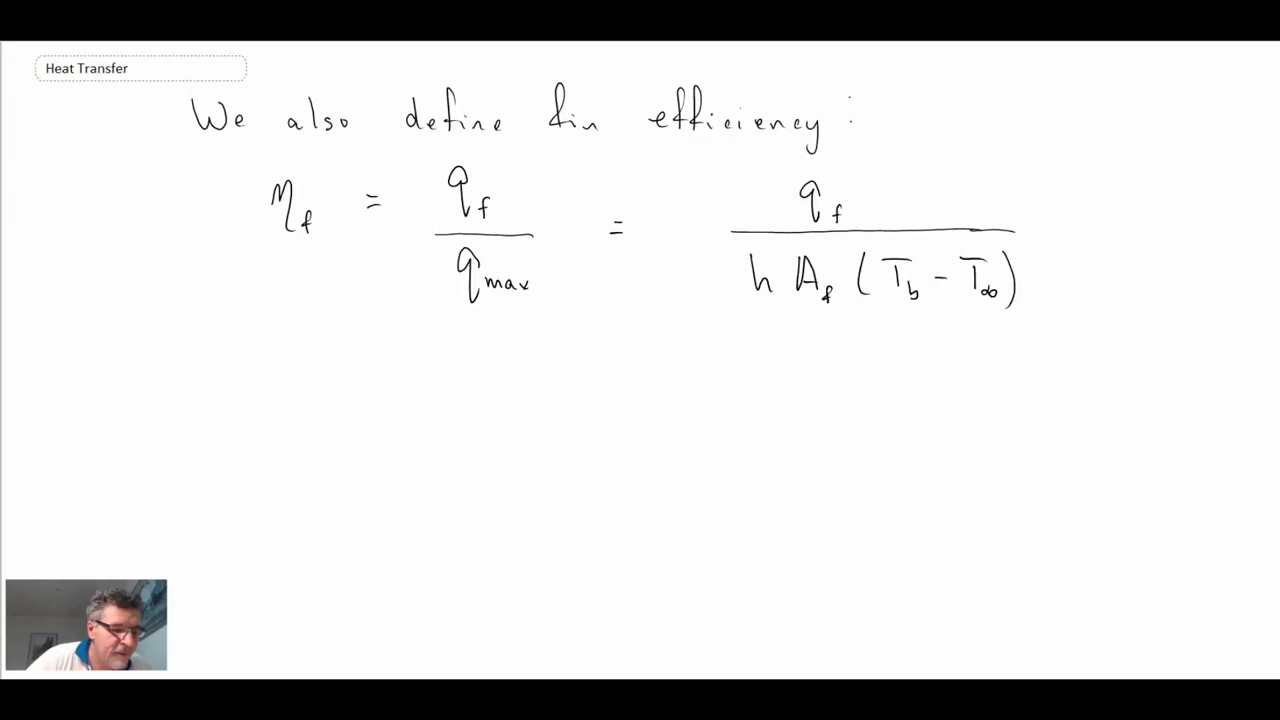 Heat Transfer
We also define fin efficiency :
η_f = q_f / q_max = q_f / h A_f (T_b - T_∞)